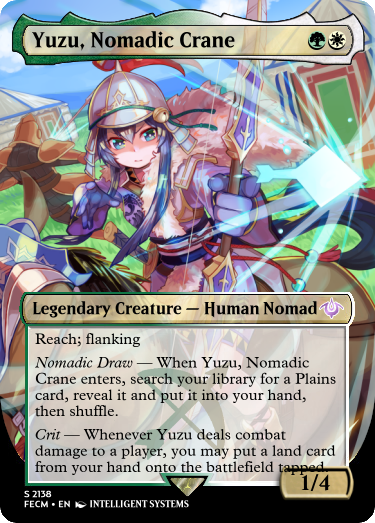 Yuzu, Nomadic Crane
Legendary Creature — Human Nomad
Reach; flanking
Nomadic Draw — When Yuzu, Nomadic
Crane enters, search your library for a Plains
card, reveal it and put it into your hand,
then shuffle.
Crit — Whenever Yuzu deals combat
damage to a player, you may put a land card
from your hand onto the battlefield tapped.
1/4
S 2138
FECM • EN INTELLIGENT SYSTEMS